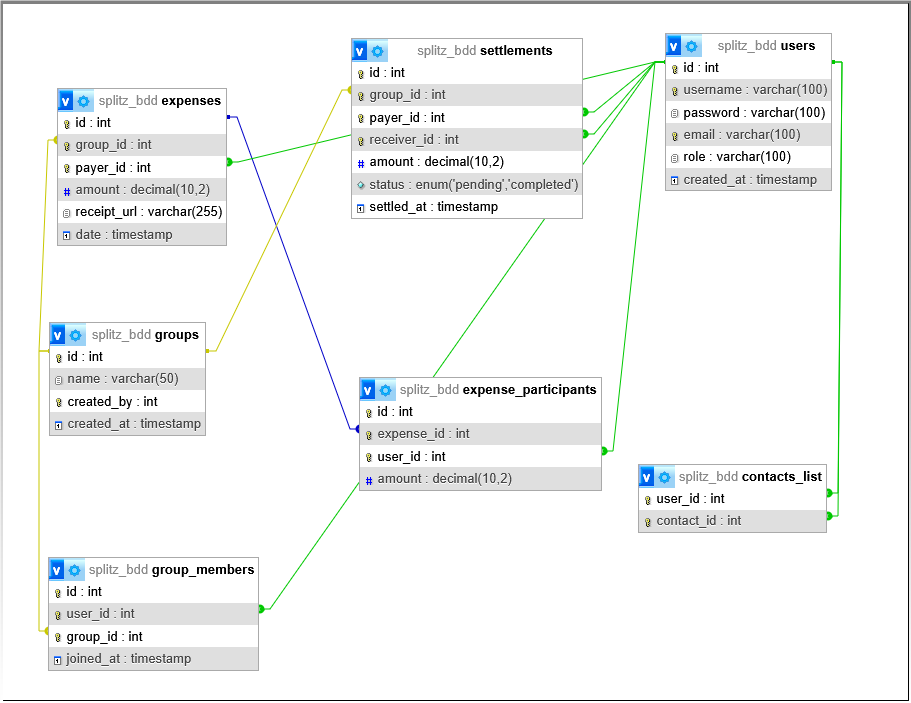 splitz_bdd settlements
id : int
group_id : int
payer_id : int
receiver_id : int
amount : decimal(10,2)
status : enum('pending','completed')
settled_at : timestamp
splitz_bdd users
id : int
username : varchar(100)
password : varchar(100)
email : varchar(100)
role : varchar(100)
created_at : timestamp
splitz_bdd expenses
id : int
group_id : int
payer_id : int
amount : decimal(10,2)
receipt_url : varchar(255)
date : timestamp
splitz_bdd groups
id : int
name : varchar(50)
created_by : int
created_at : timestamp
splitz_bdd expense_participants
id : int
expense_id : int
user_id : int
amount : decimal(10,2)
splitz_bdd contacts_list
user_id : int
contact_id : int
splitz_bdd group_members
id : int
user_id : int
group_id : int
joined_at : timestamp